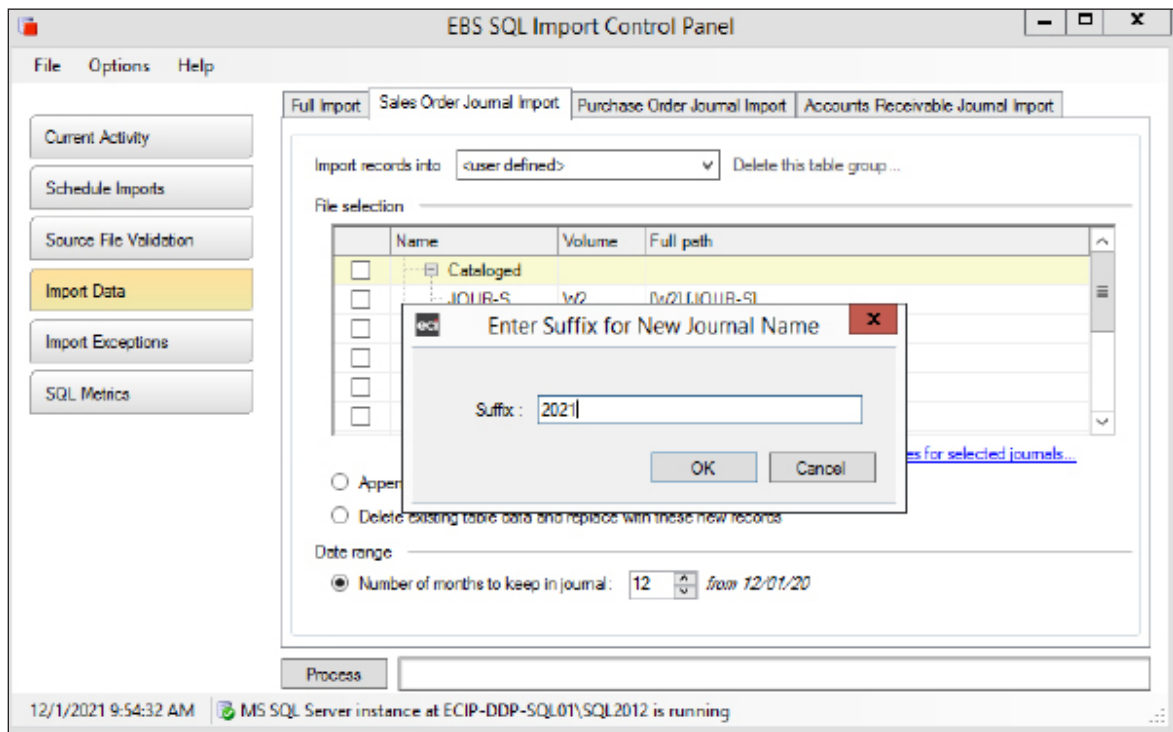 EBS SQL Import Control Panel
File Options Help
Full Import Sales Order Journal Import Purchase Order Journal Import Accounts Receivable Journal Import
Current Activity
Schedule Imports
Source File Validation
Import Data
Import Exceptions
SQL Metrics
Import records into <user defined> Delete this table group ...
File selection
Name Volume Full path
Cataloged
JOUR-S W2 [W2] [JOUR-S]
eci Enter Suffix for New Journal Name
Suffix : 2021
OK Cancel
es for selected journals...
Appen
Delete existing table data and replace with these new records
Date range
Number of months to keep in journal: 12 from 12/01/20
Process
12/1/2021 9:54:32 AM MS SQL Server instance at ECIP-DDP-SQL01\SQL2012 is running